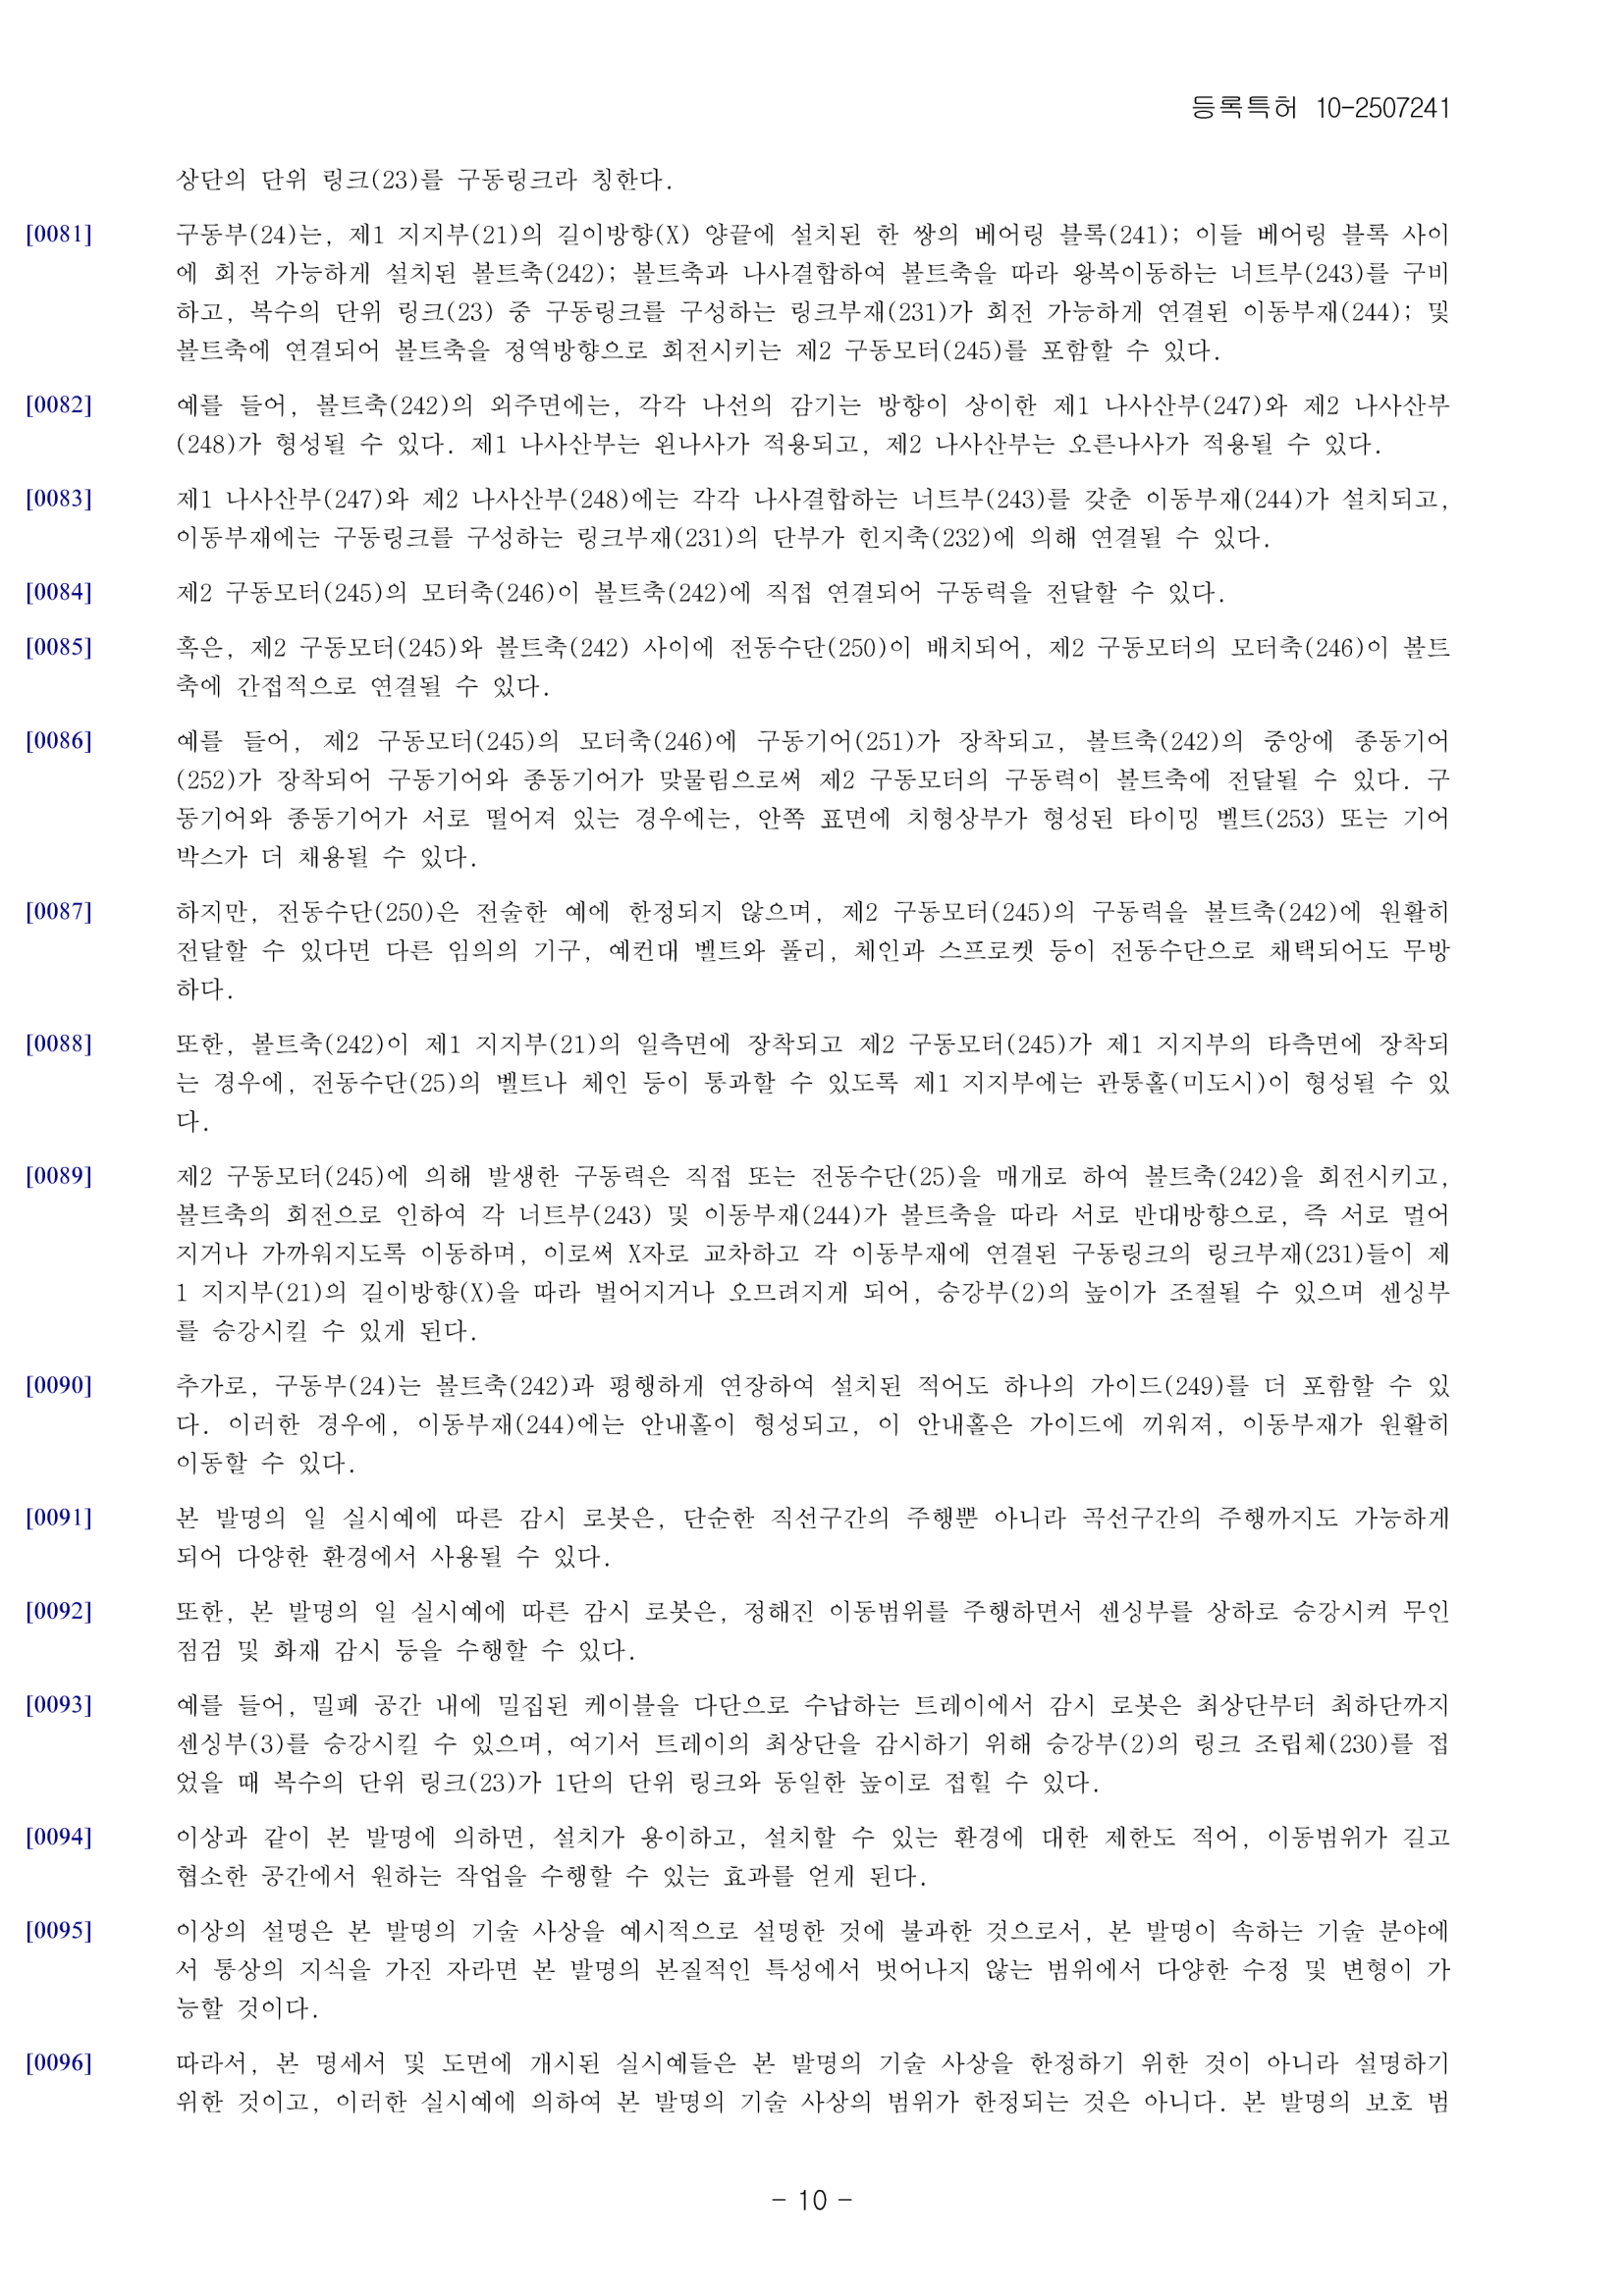 등록특허 10-2507241
상단의 단위 링크(23)를 구동링크라 칭한다.
[0081] 구동부(24)는, 제1 지지부(21)의 길이방향(X) 양끝에 설치된 한 쌍의 베어링 블록(241); 이들 베어링 블록 사이
에 회전 가능하게 설치된 볼트축(242); 볼트축과 나사결합하여 볼트축을 따라 왕복이동하는 너트부(243)를 구비
하고, 복수의 단위 링크(23) 중 구동링크를 구성하는 링크부재(231)가 회전 가능하게 연결된 이동부재(244); 및
볼트축에 연결되어 볼트축을 정역방향으로 회전시키는 제2 구동모터(245)를 포함할 수 있다.
[0082] 예를 들어, 볼트축(242)의 외주면에는, 각각 나선의 감기는 방향이 상이한 제1 나사산부(247)와 제2 나사산부
(248)가 형성될 수 있다. 제1 나사산부는 왼나사가 적용되고, 제2 나사산부는 오른나사가 적용될 수 있다.
[0083] 제1 나사산부(247)와 제2 나사산부(248)에는 각각 나사결합하는 너트부(243)를 갖춘 이동부재(244)가 설치되고,
이동부재에는 구동링크를 구성하는 링크부재(231)의 단부가 힌지축(232)에 의해 연결될 수 있다.
[0084] 제2 구동모터(245)의 모터축(246)이 볼트축(242)에 직접 연결되어 구동력을 전달할 수 있다.
[0085] 혹은, 제2 구동모터(245)와 볼트축(242) 사이에 전동수단(250)이 배치되어, 제2 구동모터의 모터축(246)이 볼트
축에 간접적으로 연결될 수 있다.
[0086] 예를 들어, 제2 구동모터(245)의 모터축(246)에 구동기어(251)가 장착되고, 볼트축(242)의 중앙에 종동기어
(252)가 장착되어 구동기어와 종동기어가 맞물림으로써 제2 구동모터의 구동력이 볼트축에 전달될 수 있다. 구
동기어와 종동기어가 서로 떨어져 있는 경우에는, 안쪽 표면에 치형상부가 형성된 타이밍 벨트(253) 또는 기어
박스가 더 채용될 수 있다.
[0087] 하지만, 전동수단(250)은 전술한 예에 한정되지 않으며, 제2 구동모터(245)의 구동력을 볼트축(242)에 원활히
전달할 수 있다면 다른 임의의 기구, 예컨대 벨트와 풀리, 체인과 스프로켓 등이 전동수단으로 채택되어도 무방
하다.
[0088] 또한, 볼트축(242)이 제1 지지부(21)의 일측면에 장착되고 제2 구동모터(245)가 제1 지지부의 타측면에 장착되
는 경우에, 전동수단(25)의 벨트나 체인 등이 통과할 수 있도록 제1 지지부에는 관통홀(미도시)이 형성될 수 있
다.
[0089] 제2 구동모터(245)에 의해 발생한 구동력은 직접 또는 전동수단(25)을 매개로 하여 볼트축(242)을 회전시키고,
볼트축의 회전으로 인하여 각 너트부(243) 및 이동부재(244)가 볼트축을 따라 서로 반대방향으로, 즉 서로 멀어
지거나 가까워지도록 이동하며, 이로써 X자로 교차하고 각 이동부재에 연결된 구동링크의 링크부재(231)들이 제
1 지지부(21)의 길이방향(X)을 따라 벌어지거나 오므려지게 되어, 승강부(2)의 높이가 조절될 수 있으며 센싱부
를 승강시킬 수 있게 된다.
[0090] 추가로, 구동부(24)는 볼트축(242)과 평행하게 연장하여 설치된 적어도 하나의 가이드(249)를 더 포함할 수 있
다. 이러한 경우에, 이동부재(244)에는 안내홀이 형성되고, 이 안내홀은 가이드에 끼워져, 이동부재가 원활히
이동할 수 있다.
[0091] 본 발명의 일 실시예에 따른 감시 로봇은, 단순한 직선구간의 주행뿐 아니라 곡선구간의 주행까지도 가능하게
되어 다양한 환경에서 사용될 수 있다.
[0092] 또한, 본 발명의 일 실시예에 따른 감시 로봇은, 정해진 이동범위를 주행하면서 센싱부를 상하로 승강시켜 무인
점검 및 화재 감시 등을 수행할 수 있다.
[0093] 예를 들어, 밀폐 공간 내에 밀집된 케이블을 다단으로 수납하는 트레이에서 감시 로봇은 최상단부터 최하단까지
센싱부(3)를 승강시킬 수 있으며, 여기서 트레이의 최상단을 감시하기 위해 승강부(2)의 링크 조립체(230)를 접
었을 때 복수의 단위 링크(23)가 1단의 단위 링크와 동일한 높이로 접힐 수 있다.
[0094] 이상과 같이 본 발명에 의하면, 설치가 용이하고, 설치할 수 있는 환경에 대한 제한도 적어, 이동범위가 길고
협소한 공간에서 원하는 작업을 수행할 수 있는 효과를 얻게 된다.
[0095] 이상의 설명은 본 발명의 기술 사상을 예시적으로 설명한 것에 불과한 것으로서, 본 발명이 속하는 기술 분야에
서 통상의 지식을 가진 자라면 본 발명의 본질적인 특성에서 벗어나지 않는 범위에서 다양한 수정 및 변형이 가
능할 것이다.
[0096] 따라서, 본 명세서 및 도면에 개시된 실시예들은 본 발명의 기술 사상을 한정하기 위한 것이 아니라 설명하기
위한 것이고, 이러한 실시예에 의하여 본 발명의 기술 사상의 범위가 한정되는 것은 아니다. 본 발명의 보호 범
- 10 -